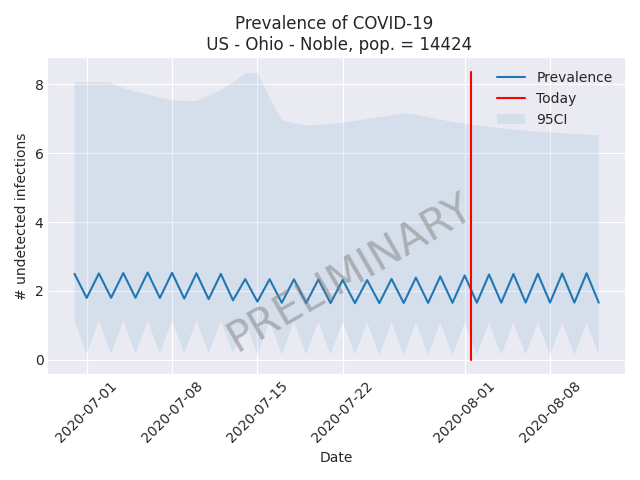 Prevalence of COVID-19
US - Ohio - Noble, pop. = 14424
Prevalence
Today
95CI
8
6
4
2
0
# undetected infections
PRELIMINARY
2020-07-01
2020-07-08
2020-07-15
2020-07-22
2020-08-01
2020-08-08
Date